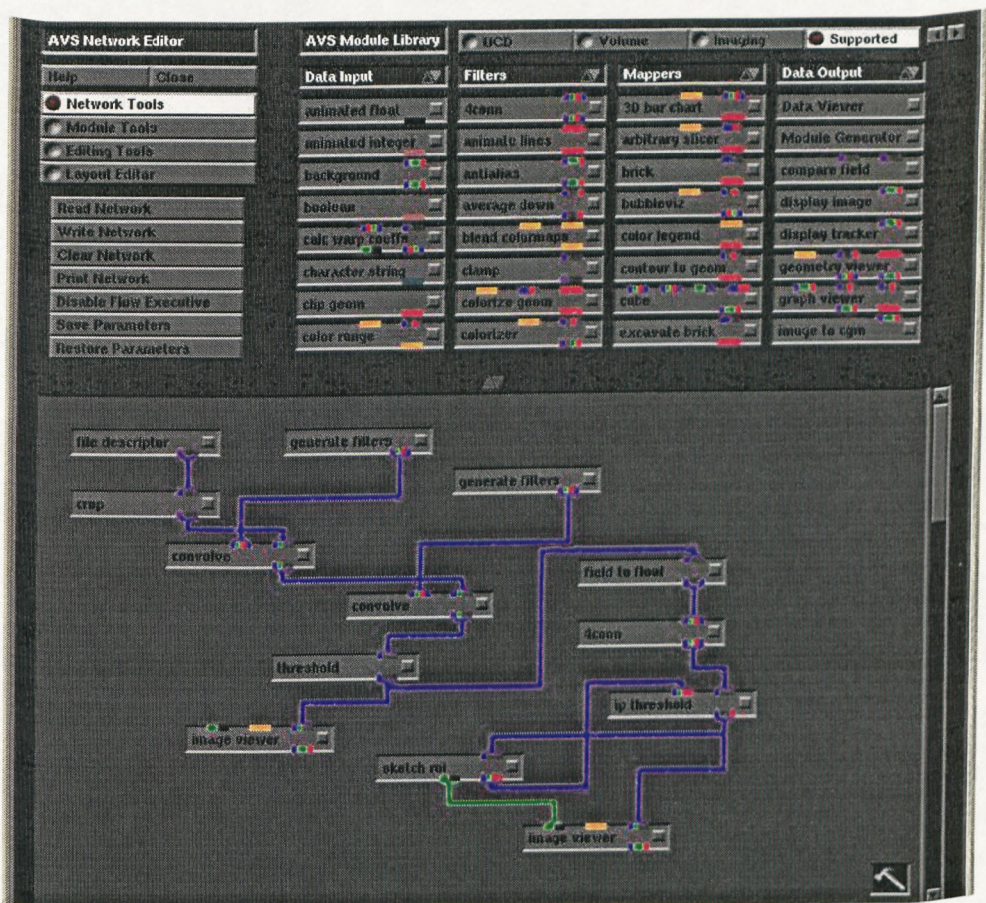 AVS Network Editor
Help Close
Network Tools
Module Tools
Editing Tools
Layout Editor
Read Network
Write Network
Clear Network
Print Network
Disable Flow Executive
Save Parameters
Restore Parameters
AVS Module Library
UCD Volume Imaging Supported
Data Input
animated float
animated integer
background
boolean
calc warp coeffs
character string
clip geom
color range
Filters
4conn
animate lines
antialias
average down
blend colormaps
clamp
colorize geom
colorizer
Mappers
3D bar chart
arbitrary slicer
brick
bubbleviz
color legend
contour to geom
cube
excavate brick
Data Output
Data Viewer
Module Generator
compare field
display image
display tracker
geometry viewer
graph viewer
image to cgm
file descriptor
generate filters
generate filters
crop
convolve
field to float
convolve
4conn
threshold
ip threshold
image viewer
sketch roi
image viewer